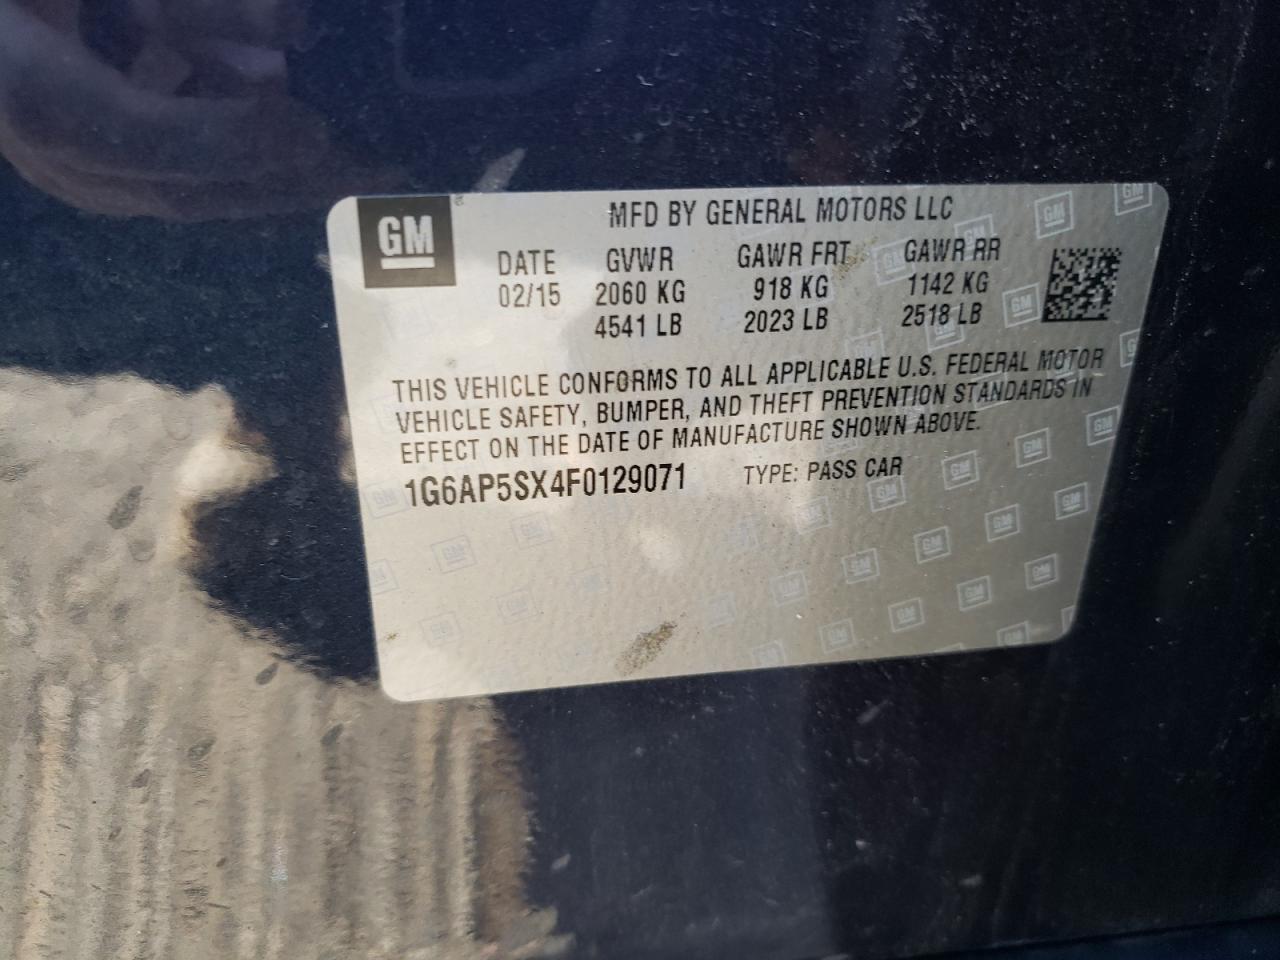 GM
MFD BY GENERAL MOTORS LLC
DATE GVWR GAWR FRT GAWR RR
02/15 2060 KG 918 KG 1142 KG
4541 LB 2023 LB 2518 LB
THIS VEHICLE CONFORMS TO ALL APPLICABLE U.S. FEDERAL MOTOR
VEHICLE SAFETY, BUMPER, AND THEFT PREVENTION STANDARDS IN
EFFECT ON THE DATE OF MANUFACTURE SHOWN ABOVE.
1G6AP5SX4F0129071 TYPE: PASS CAR